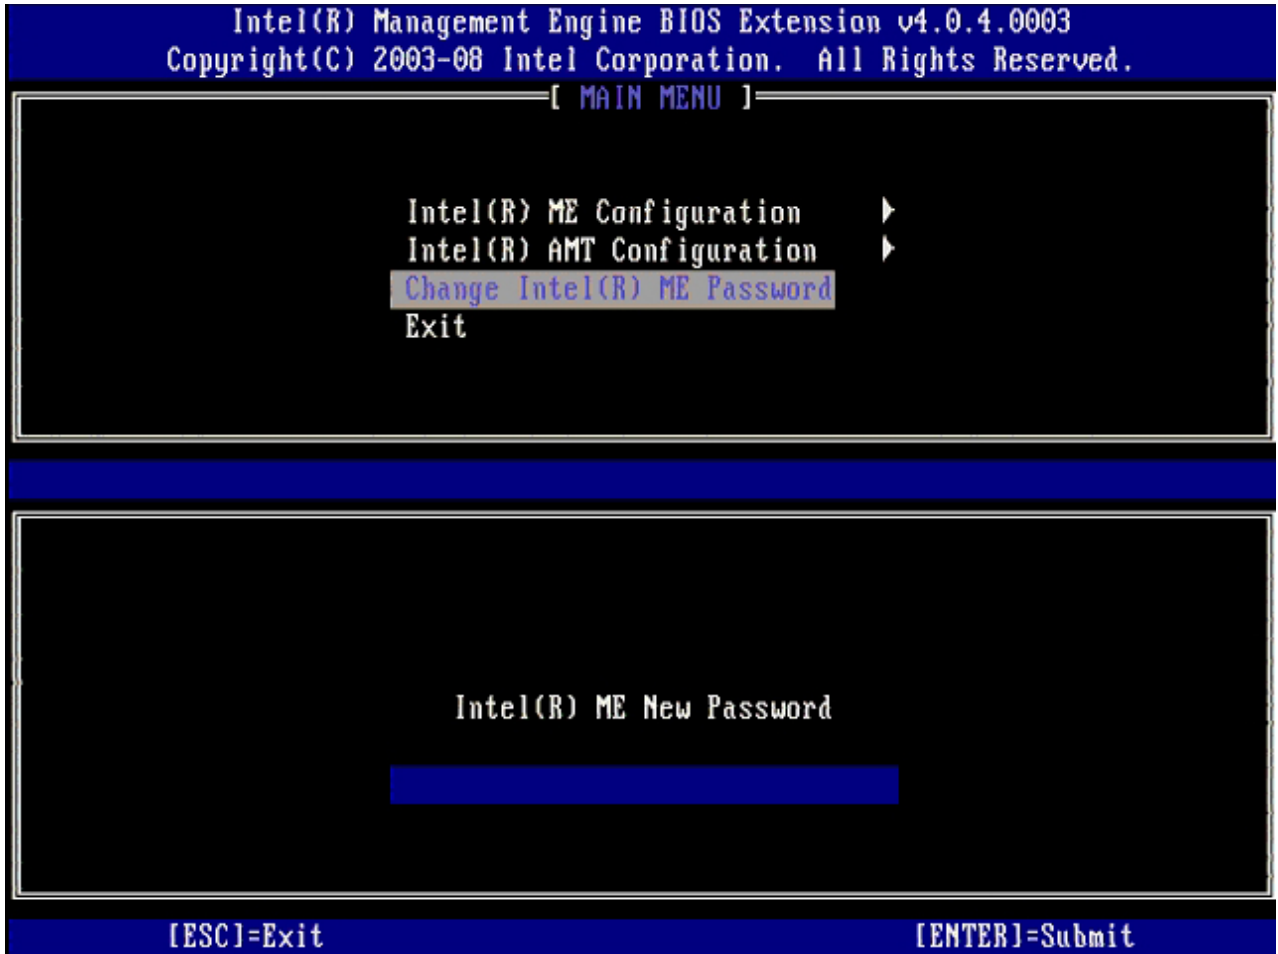 Intel(R) Management Engine BIOS Extension v4.0.4.0003
Copyright(C) 2003-08 Intel Corporation. All Rights Reserved.
[ MAIN MENU ]
Intel(R) ME Configuration
Intel(R) AMT Configuration
Change Intel(R) ME Password
Exit
Intel(R) ME New Password
[ESC]=Exit [ENTER]=Submit